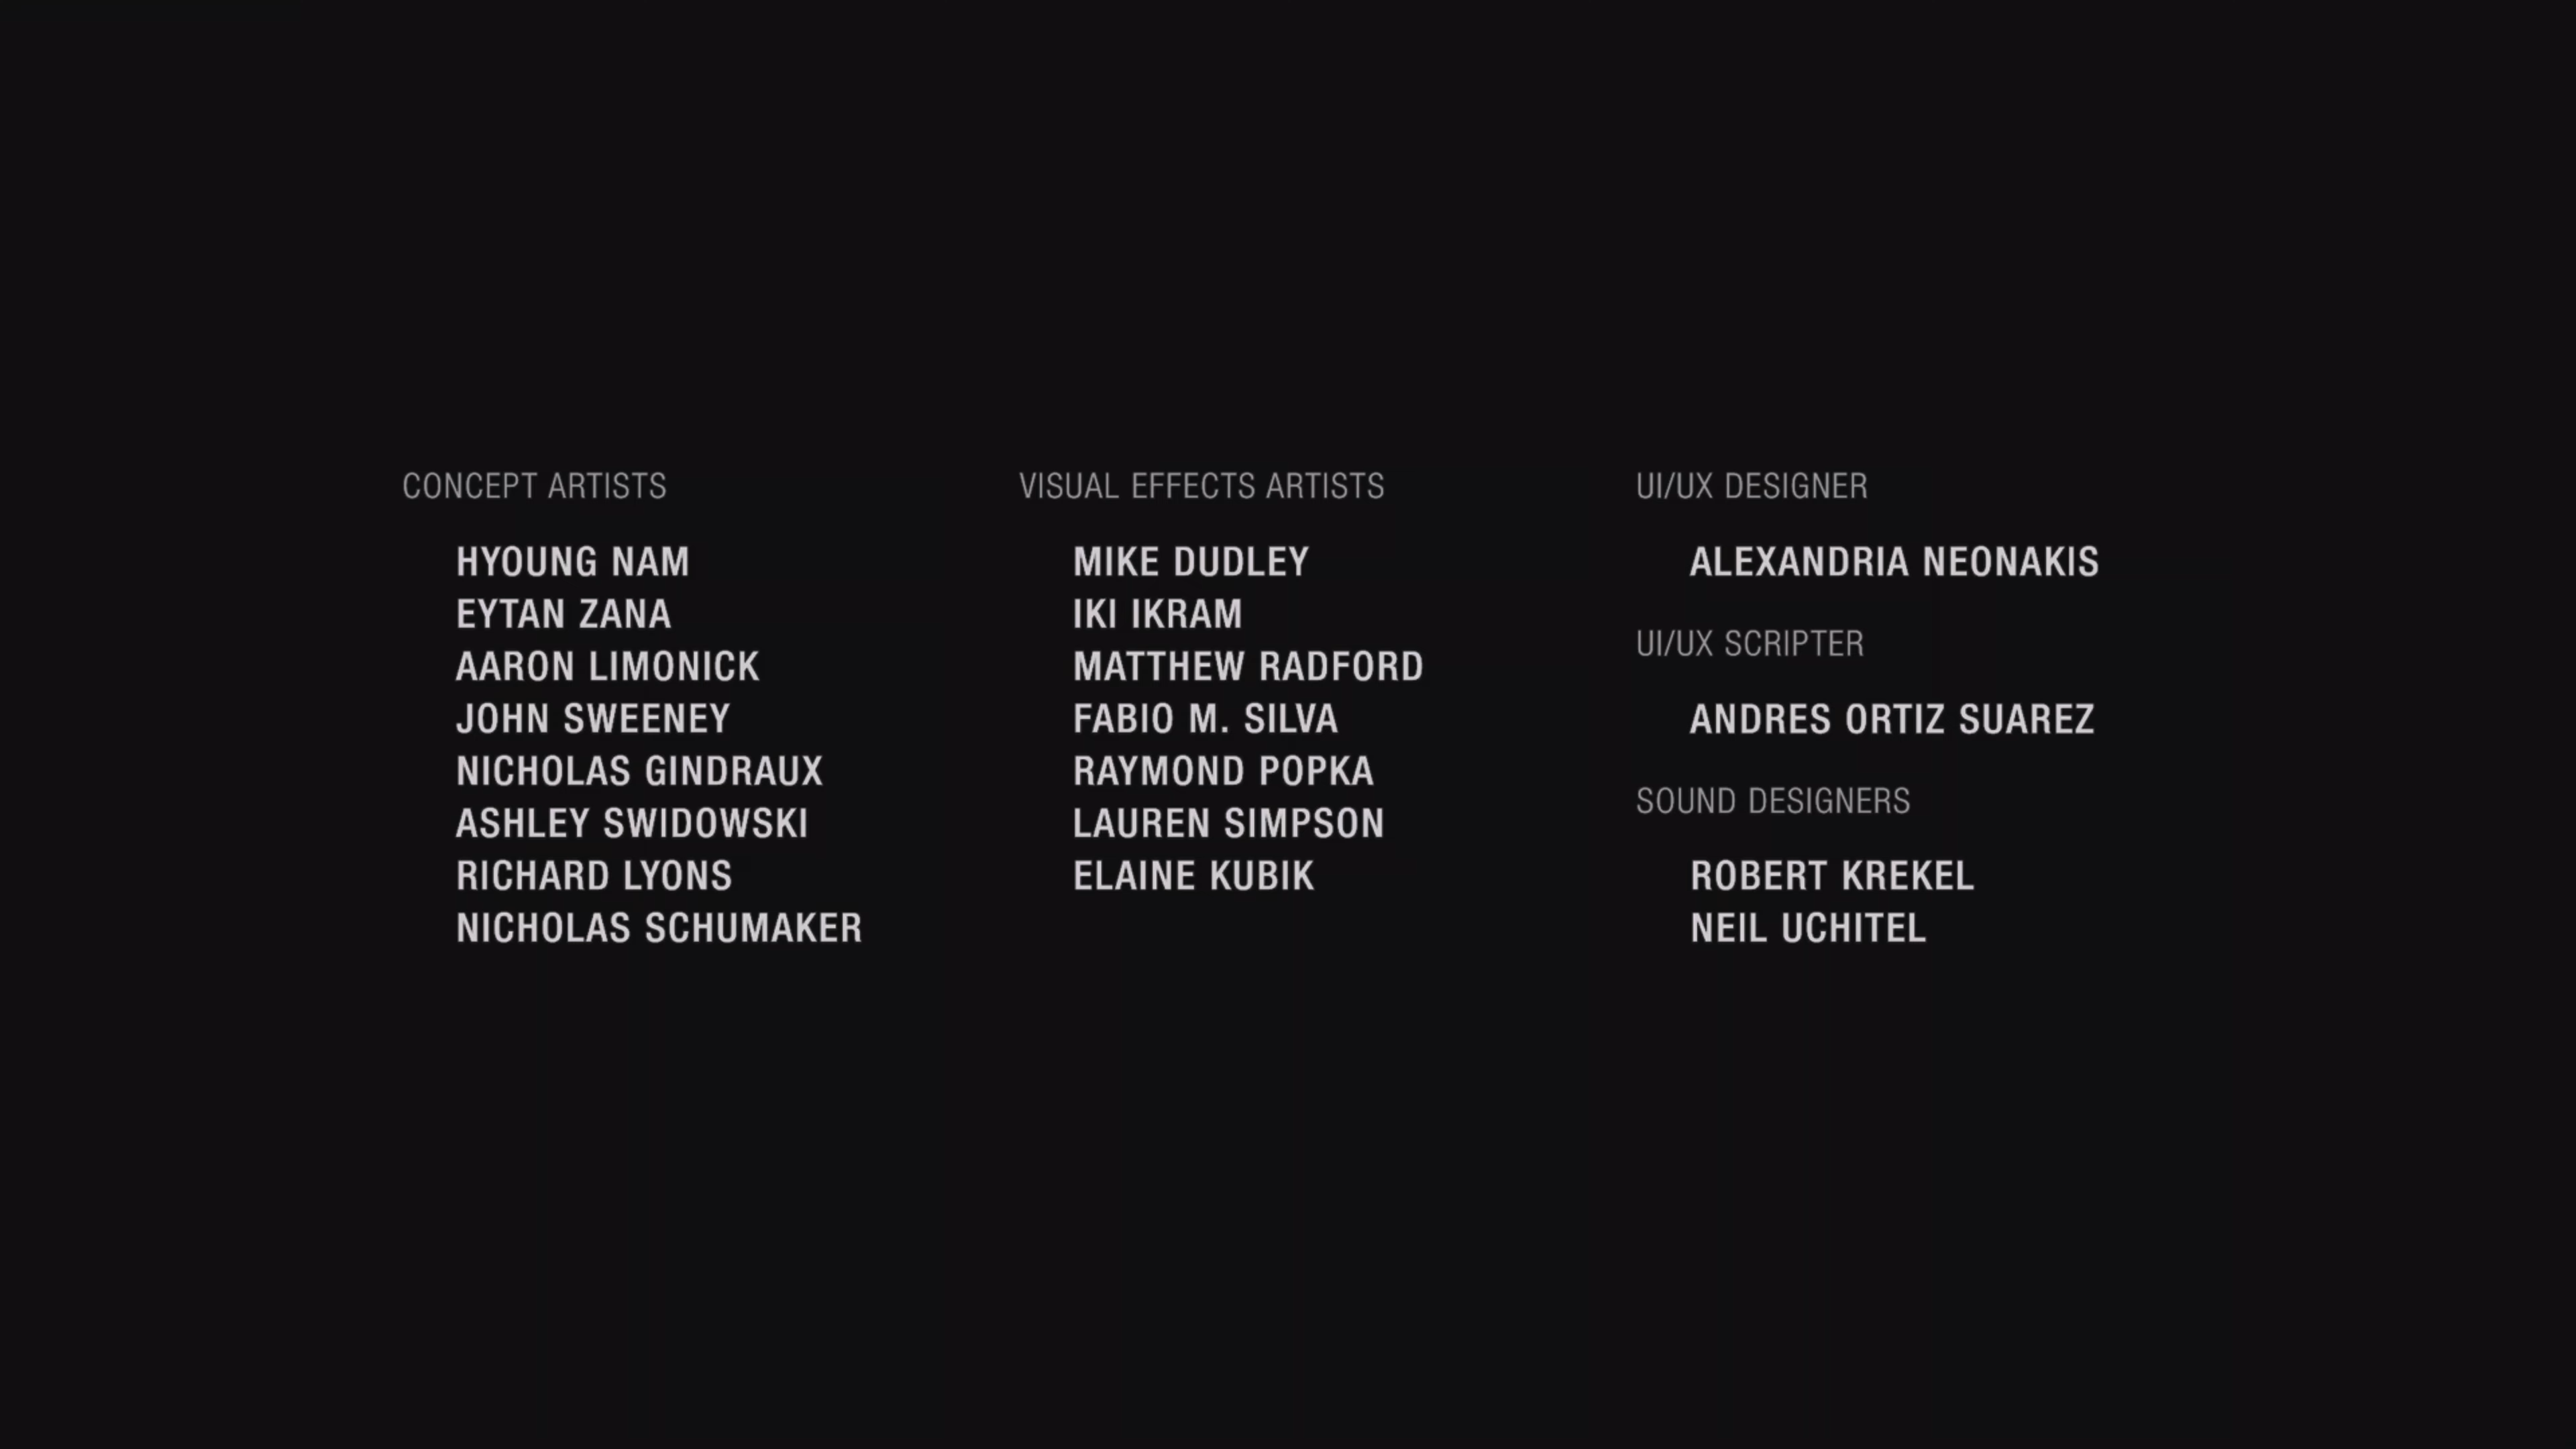 CONCEPT ARTISTS
HYOUNG NAM
EYTAN ZANA
AARON LIMONICK
JOHN SWEENEY
NICHOLAS GINDRAUX
ASHLEY SWIDOWSKI
RICHARD LYONS
NICHOLAS SCHUMAKER
VISUAL EFFECTS ARTISTS
MIKE DUDLEY
IKI IKRAM
MATTHEW RADFORD
FABIO M. SILVA
RAYMOND POPKA
LAUREN SIMPSON
ELAINE KUBIK
UI/UX DESIGNER
ALEXANDRIA NEONAKIS
UI/UX SCRIPTER
ANDRES ORTIZ SUAREZ
SOUND DESIGNERS
ROBERT KREKEL
NEIL UCHITEL